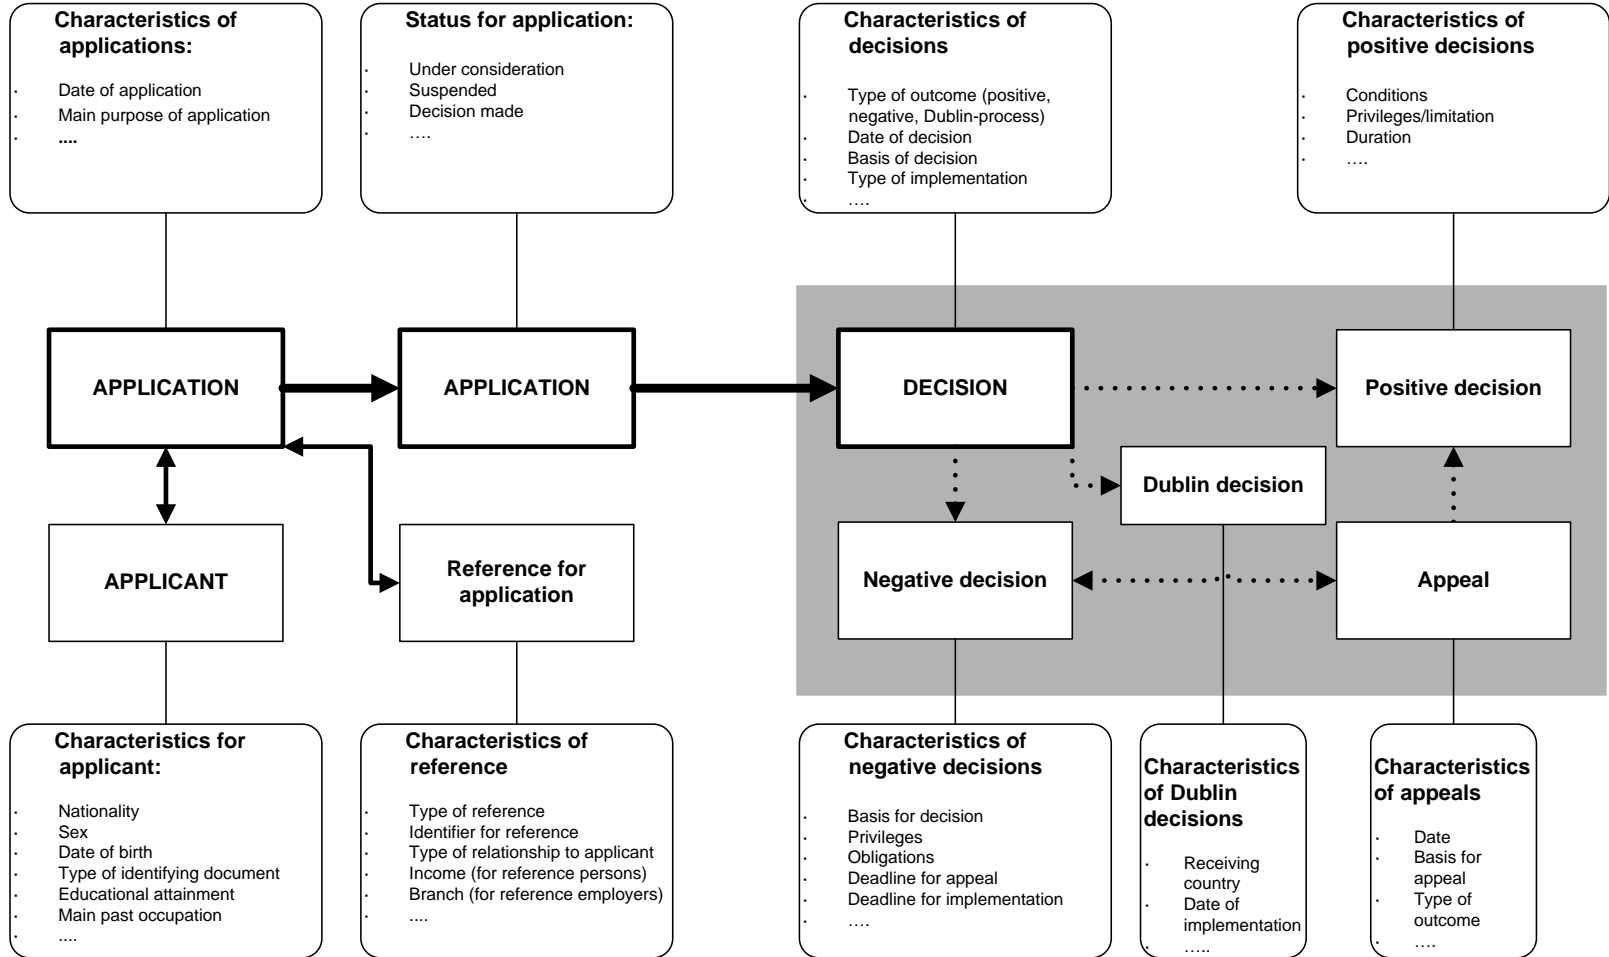 Characteristics of
applications:
· Date of application
· Main purpose of application
· ....
Status for application:
· Under consideration
· Suspended
· Decision made
· ….
Characteristics of
decisions
· Type of outcome (positive,
negative, Dublin-process)
· Date of decision
· Basis of decision
· Type of implementation
· ….
Characteristics of
positive decisions
· Conditions
· Privileges/limitation
· Duration
· ….
APPLICATION
APPLICATION
DECISION
Positive decision
Dublin decision
APPLICANT
Reference for
application
Negative decision
Appeal
Characteristics for
applicant:
· Nationality
· Sex
· Date of birth
· Type of identifying document
· Educational attainment
· Main past occupation
· ....
Characteristics of
reference
· Type of reference
· Identifier for reference
· Type of relationship to applicant
· Income (for reference persons)
· Branch (for reference employers)
· ....
Characteristics of
negative decisions
· Basis for decision
· Privileges
· Obligations
· Deadline for appeal
· Deadline for implementation
· ….
Characteristics
of Dublin
decisions
· Receiving
country
· Date of
implementation
· …..
Characteristics
of appeals
· Date
· Basis for
appeal
· Type of
outcome
· ….